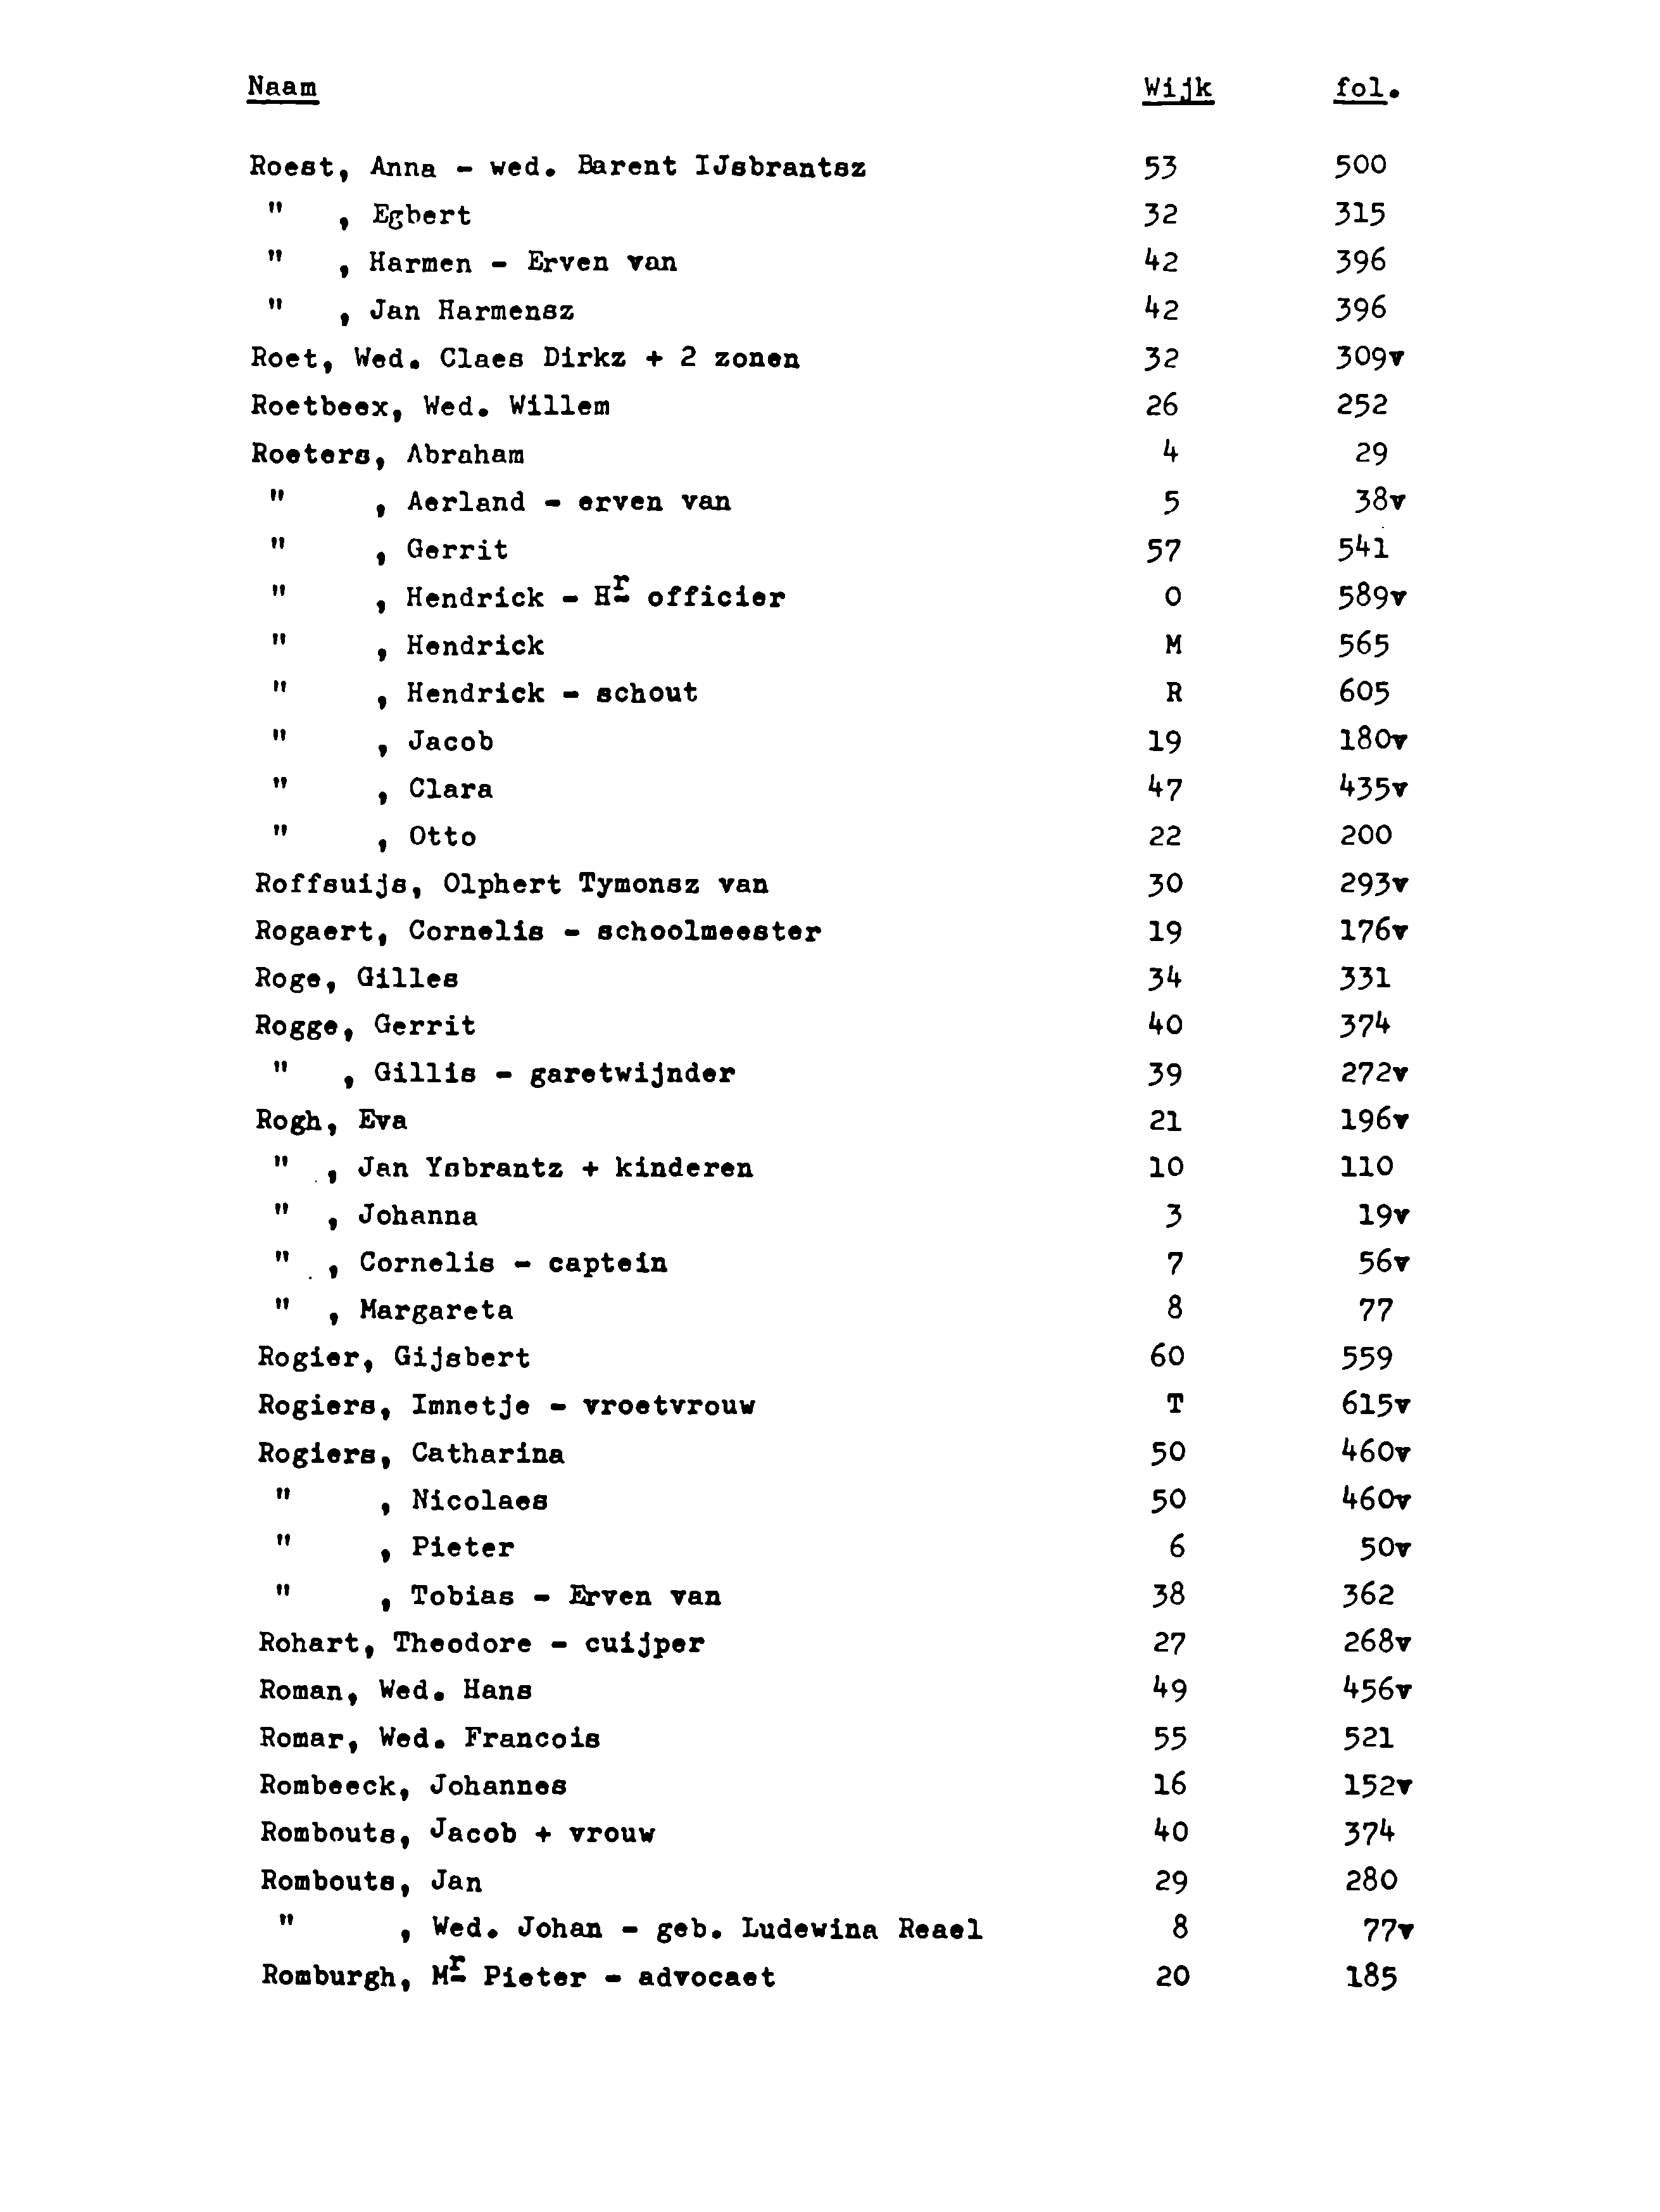 Naam Wijk fol.
Roest, Anna - wed. Barent IJsbrantsz 53 500
" , Egbert 32 315
" , Harmen - Erven van 42 396
" , Jan Harmensz 42 396
Roet, Wed. Claes Dirkz + 2 zonen 32 309v
Roetbeex, Wed. Willem 26 252
Roeters, Abraham 4 29
" , Aerland - erven van 5 38v
" , Gerrit 57 541
" , Hendrick - Hr officier O 589v
" , Hendrick M 565
" , Hendrick - schout R 605
" , Jacob 19 180v
" , Clara 47 435v
" , Otto 22 200
Roffsuijs, Olphert Tymonsz van 30 293v
Rogaert, Cornelis - schoolmeester 19 176v
Roge, Gilles 34 331
Rogge, Gerrit 40 374
" , Gillis - garetwijnder 39 272v
Rogh, Eva 21 196v
" , Jan Ysbrantz + kinderen 10 110
" , Johanna 3 19v
" , Cornelis - captein 7 56v
" , Margareta 8 77
Rogier, Gijsbert 60 559
Rogiers, Imnetje - vroetvrouw T 615v
Rogiers, Catharina 50 460v
" , Nicolaes 50 460v
" , Pieter 6 50v
" , Tobias - Erven van 38 362
Rohart, Theodore - cuijper 27 268v
Roman, Wed. Hans 49 456v
Romar, Wed. Francois 55 521
Rombeeck, Johannes 16 152v
Rombouts, Jacob + vrouw 40 374
Rombouts, Jan 29 280
" , Wed. Johan - geb. Ludewina Reael 8 77v
Romburgh, Mr Pieter - advocaet 20 185